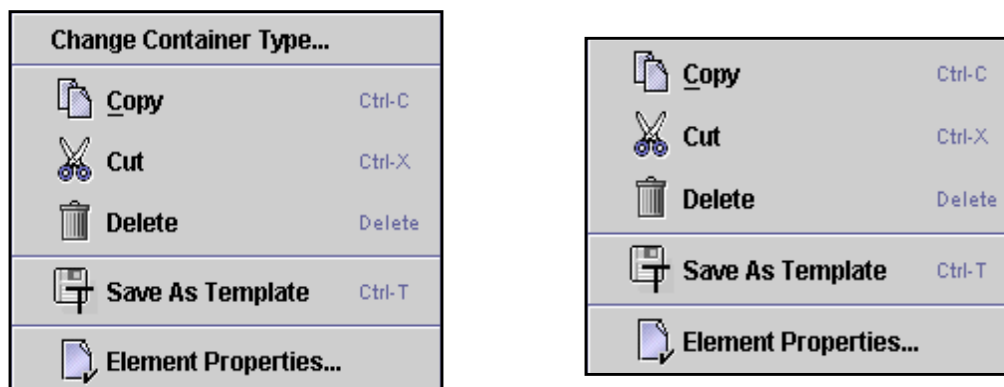 Change Container Type...
Copy Ctrl-C
Cut Ctrl-X
Delete Delete
Save As Template Ctrl-T
Element Properties...
Copy Ctrl-C
Cut Ctrl-X
Delete Delete
Save As Template Ctrl-T
Element Properties...